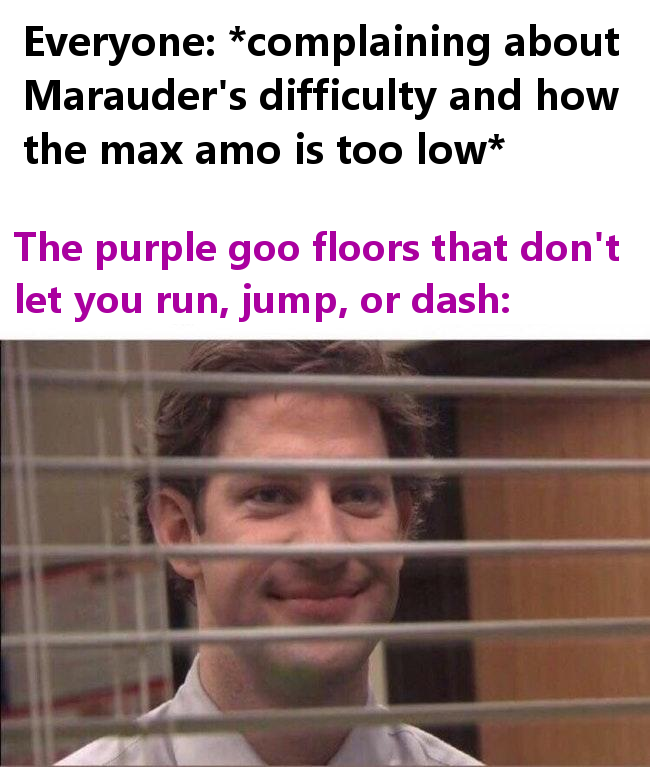 Everyone: *complaining about
Marauder's difficulty and how
the max amo is too low*
The purple goo floors that don't
let you run, jump, or dash: